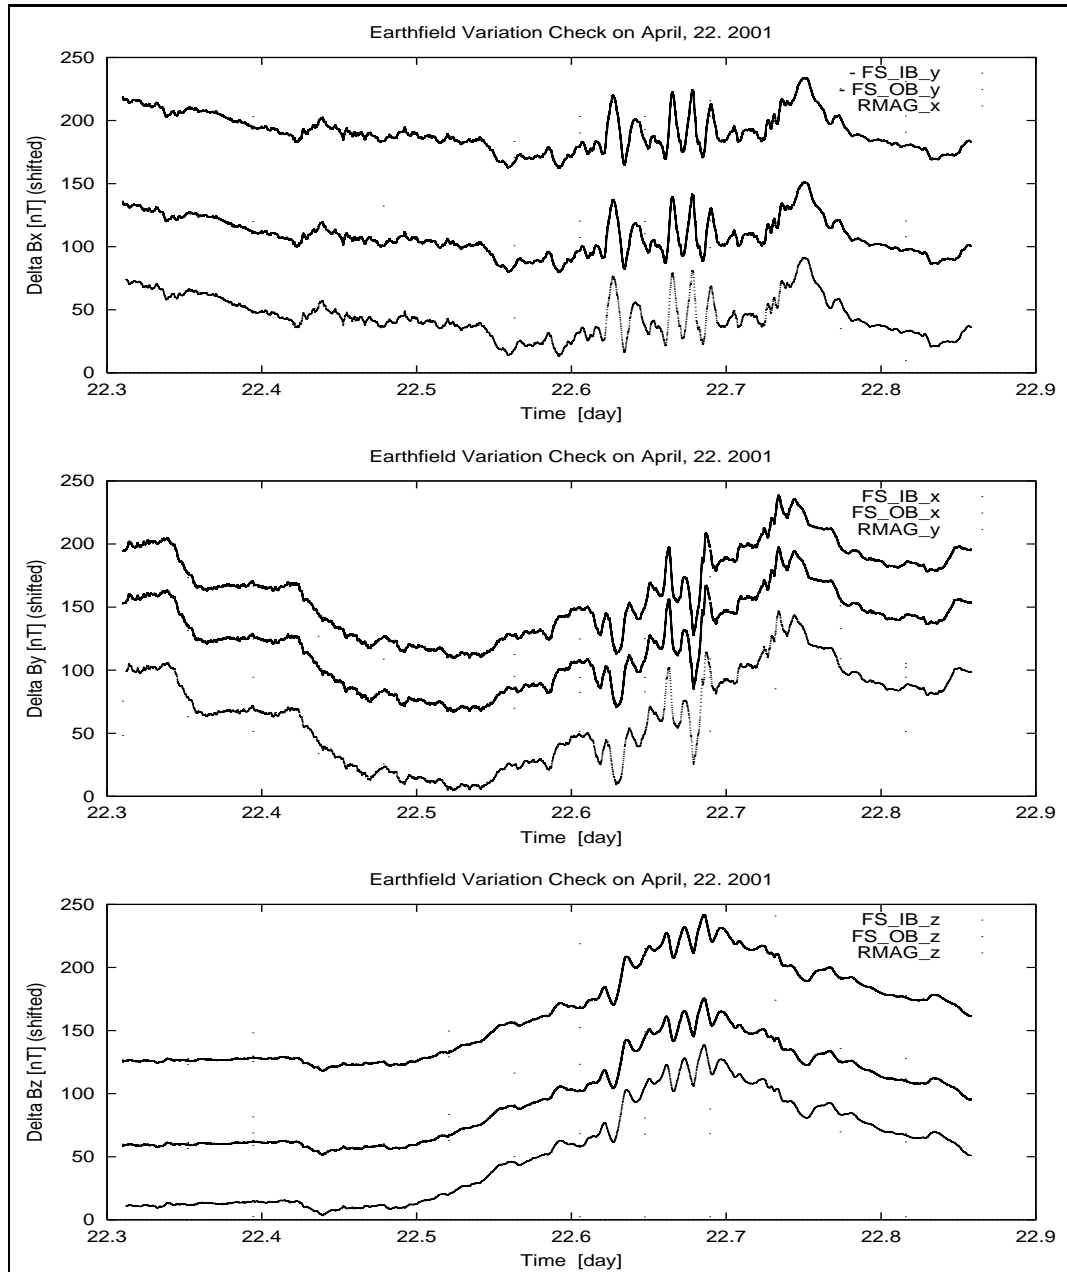 Earthfield Variation Check on April, 22. 2001
250
200
150
100
50
0
Delta Bx [nT] (shifted)
FS_IB_y
FS_OB_y
RMAG_x
22.3 22.4 22.5 22.6 22.7 22.8 22.9
Time [day]
Earthfield Variation Check on April, 22. 2001
250
200
150
100
50
0
Delta By [nT] (shifted)
FS_IB_x
FS_OB_x
RMAG_y
22.3 22.4 22.5 22.6 22.7 22.8 22.9
Time [day]
Earthfield Variation Check on April, 22. 2001
250
200
150
100
50
0
Delta Bz [nT] (shifted)
FS_IB_z
FS_OB_z
RMAG_z
22.3 22.4 22.5 22.6 22.7 22.8 22.9
Time [day]